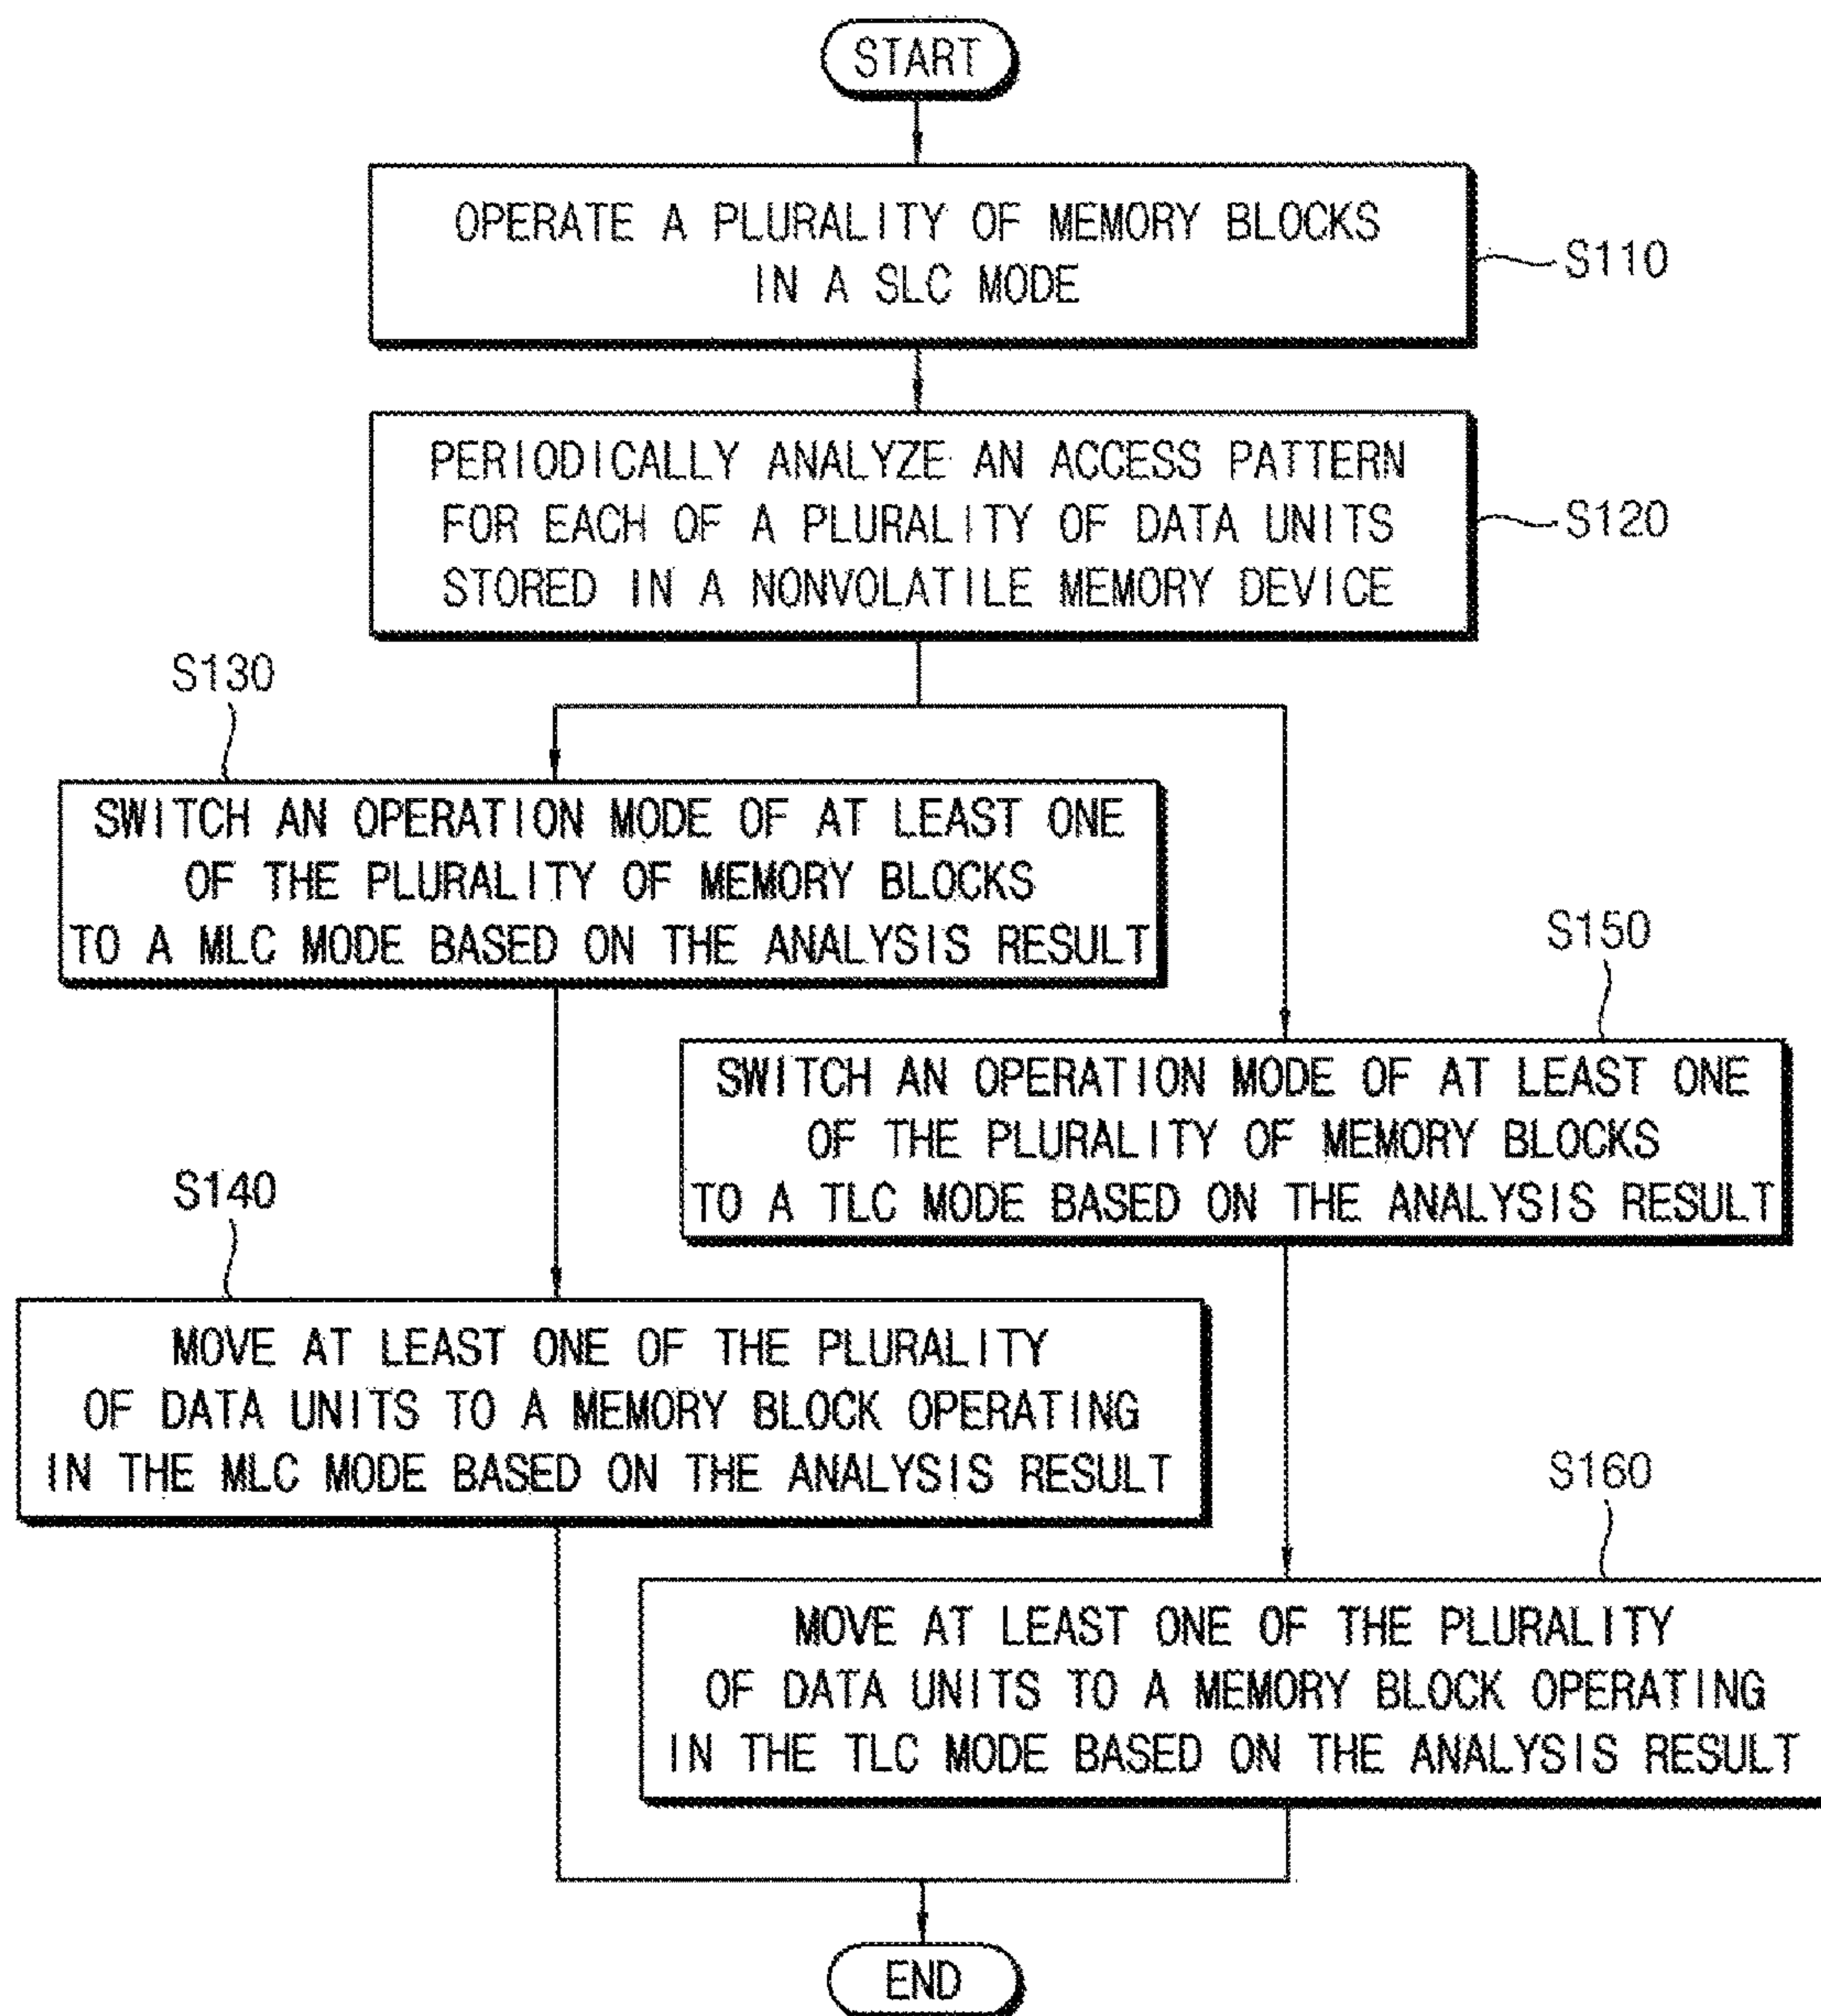 START
OPERATE A PLURALITY OF MEMORY BLOCKS
IN A SLC MODE
S110
PERIODICALLY ANALYZE AN ACCESS PATTERN
FOR EACH OF A PLURALITY OF DATA UNITS
STORED IN A NONVOLATILE MEMORY DEVICE
S120
S130
SWITCH AN OPERATION MODE OF AT LEAST ONE
OF THE PLURALITY OF MEMORY BLOCKS
TO A MLC MODE BASED ON THE ANALYSIS RESULT
S150
SWITCH AN OPERATION MODE OF AT LEAST ONE
OF THE PLURALITY OF MEMORY BLOCKS
TO A TLC MODE BASED ON THE ANALYSIS RESULT
S140
MOVE AT LEAST ONE OF THE PLURALITY
OF DATA UNITS TO A MEMORY BLOCK OPERATING
IN THE MLC MODE BASED ON THE ANALYSIS RESULT
S160
MOVE AT LEAST ONE OF THE PLURALITY
OF DATA UNITS TO A MEMORY BLOCK OPERATING
IN THE TLC MODE BASED ON THE ANALYSIS RESULT
END